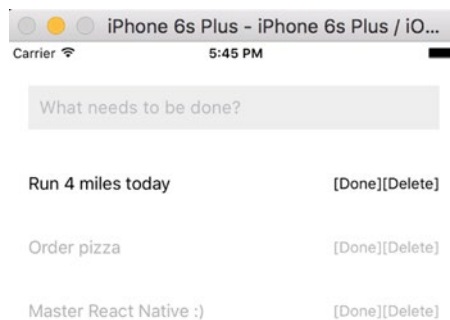 iPhone 6s Plus - iPhone 6s Plus / iO...
Carrier 5:45 PM
What needs to be done?
Run 4 miles today [Done][Delete]
Order pizza [Done][Delete]
Master React Native :) [Done][Delete]